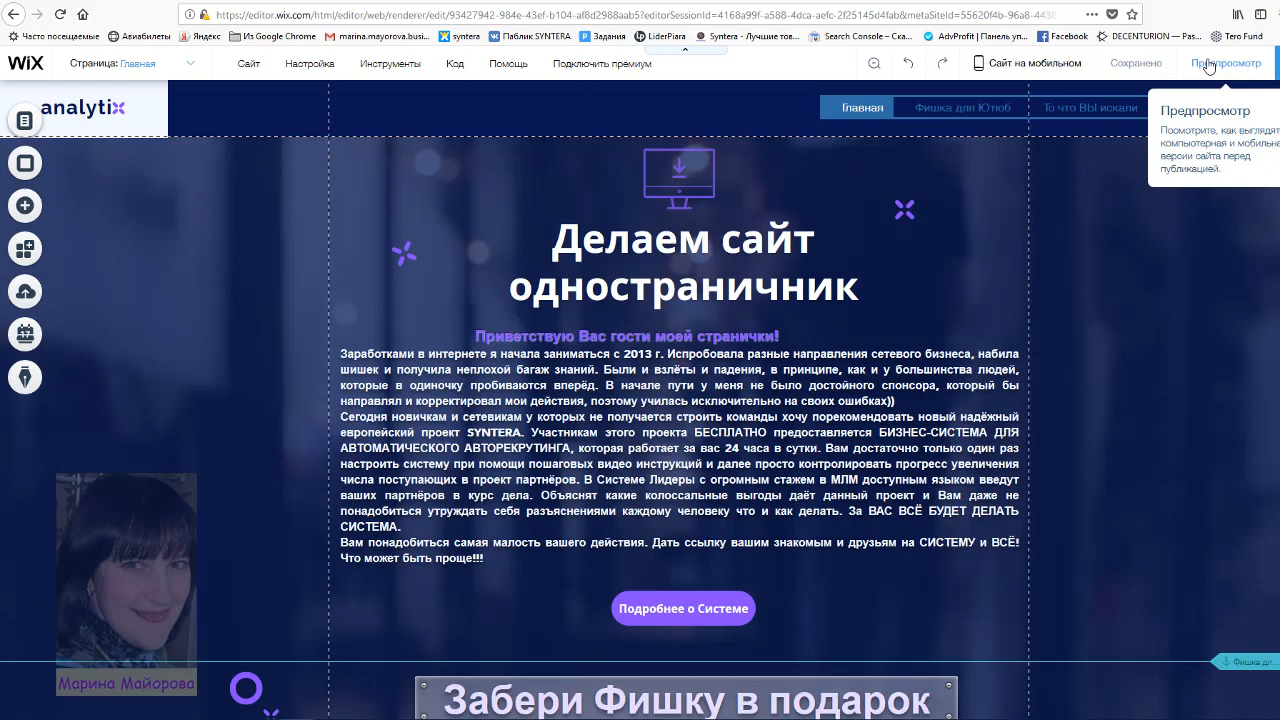 https://editor.wix.com/html/editor/web/renderer/edit/93427942-984e-43ef-b104-af8d2988aab5?editorSessionId=4168a99f-a588-4dca-aefc-2f25145d4fab&metaSiteId=55620f4b-96a8-4438
Часто посещаемые
Авиабилеты
Яндекс
Из Google Chrome
marina.mayorova.busi...
syntera
Паблик SYNTERA
Задания
LiderPiara
Syntera - Лучшие тов...
Search Console - Сва...
AdvProfit | Панель уп...
Facebook
DECENTURION — Pas...
Tero Fund
WiX
Страница: Главная
Сайт
Настройка
Инструменты
Код
Помощь
Подключить премиум
Сайт на мобильном
Сохранено
Предпросмотр
analytix
Главная
Фишка для Ютюб
То что ВЫ искали
Предпросмотр
Посмотрите, как выглядят
компьютерная и
версии сайта перед
публикацией.
Делаем сайт
одностраничник
Приветствую Вас гости моей странички!
Заработками в интернете я начала заниматься с 2013 г. Испробовала разные направления сетевого бизнеса, набила
шишек и получила неплохой багаж знаний. Были и взлёты и падения, в принципе, как и у большинства людей,
которые в одиночку пробиваются вперёд. В начале пути у меня не было достойного спонсора, который бы
направлял и корректировал мои действия, поэтому училась исключительно на своих ошибках))
Сегодня новичкам и сетевикам у которых не получается строить команды хочу порекомендовать новый надёжный
европейский проект SYNTERA. Участникам этого проекта БЕСПЛАТНО предоставляется БИЗНЕС-СИСТЕМА ДЛЯ
АВТОМАТИЧЕСКОГО АВТОРЕКРУТИНГА, которая работает за вас 24 часа в сутки. Вам достаточно только один раз
настроить систему при помощи пошаговых видео инструкций и далее просто контролировать прогресс увеличения
числа поступающих в проект партнёров. В Системе Лидеры с огромным стажем в МЛМ доступным языком введут
ваших партнёров в курс дела. Объяснят какие колоссальные выгоды даёт данный проект и Вам даже не
понадобиться утруждать себя разъяснениями каждому человеку что и как делать. За ВАС ВСЁ БУДЕТ ДЕЛАТЬ
СИСТЕМА.
Вам понадобиться самая малость вашего действия. Дать ссылку вашим знакомым и друзьям на СИСТЕМУ и ВСЁ!
Что может быть проще!!!
Подробнее о Системе
Марина Майорова
Фишка дл...
Забери Фишку в подарок